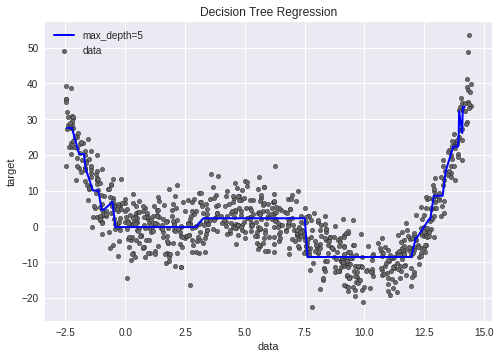 Decision Tree Regression
max_depth=5
data
target
50
40
30
20
10
0
−10
−20
−2.5 0.0 2.5 5.0 7.5 10.0 12.5 15.0
data